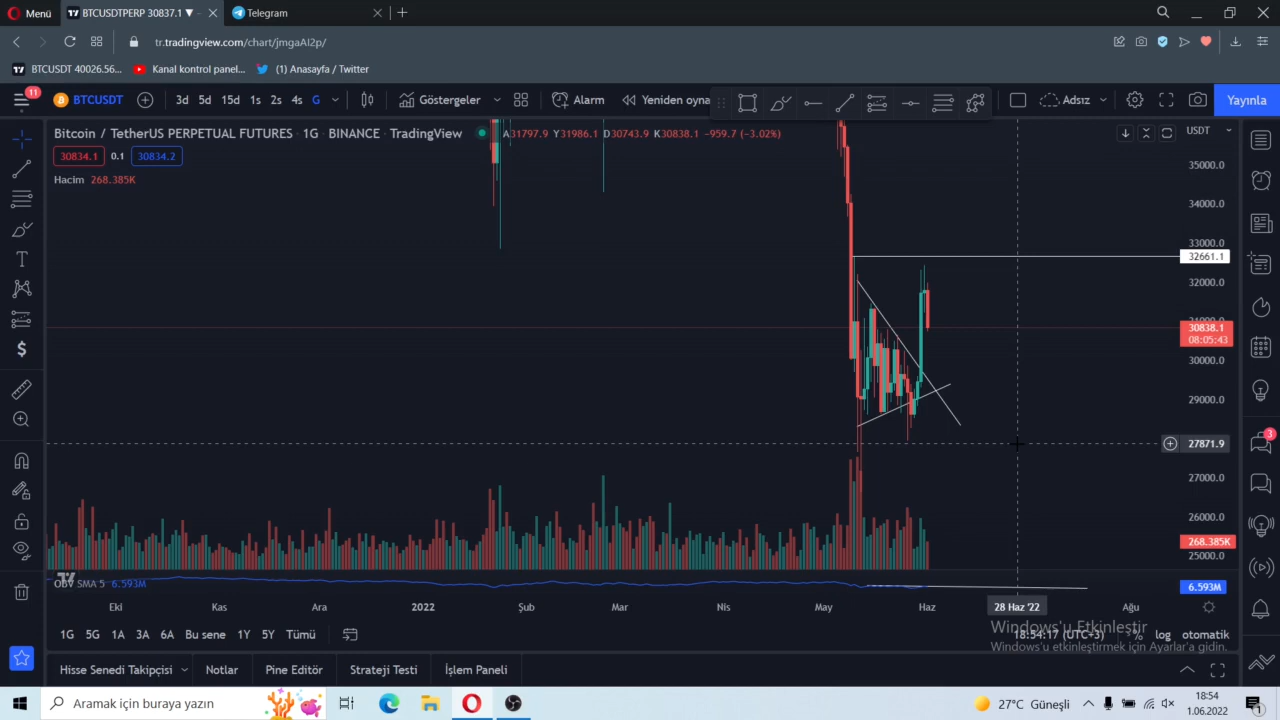 Menü
BTCUSDTPERP 30837.1 ▼ -
Telegram
tr.tradingview.com/chart/jmgaAI2p/
BTCUSDT 40026.56...
Kanal kontrol panel...
(1) Anasayfa / Twitter
11
BTCUSDT
3d 5d 15d 1s 2s 4s G
Göstergeler
Alarm
Yeniden oyna
Adsız
Yayınla
Bitcoin / TetherUS PERPETUAL FUTURES · 1G · BINANCE · TradingView
A31797.9 Y31986.1 D30743.9 K30838.1 -959.7 (-3.02%)
USDT
30834.1 0.1 30834.2
Hacim 268.385K
35000.0
34000.0
33000.0
32661.1
32000.0
31000.0
30838.1
08:05:43
30000.0
29000.0
27871.9
3
27000.0
26000.0
268.385K
25000.0
OBV SMA 5 6.593M
6.593M
Eki Kas Ara 2022 Şub Mar Nis May Haz 28 Haz '22 Ağu
1G 5G 1A 3A 6A Bu sene 1Y 5Y Tümü
18:54:17 (UTC+3) % log otomatik
Windows'u Etkinleştir
Windows'u etkinleştirmek için Ayarlar'a gidin.
Hisse Senedi Takipçisi
Notlar
Pine Editör
Strateji Testi
İşlem Paneli
Aramak için buraya yazın
27°C Güneşli
18:54
1.06.2022
1